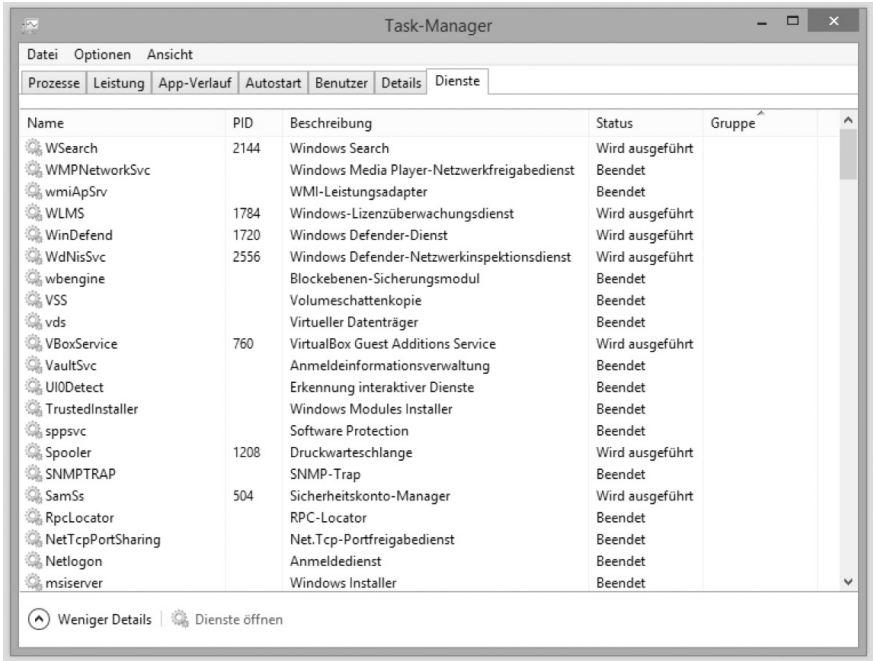 Task-Manager
Datei Optionen Ansicht
Prozesse Leistung App-Verlauf Autostart Benutzer Details Dienste
Name PID Beschreibung Status Gruppe
WSearch 2144 Windows Search Wird ausgeführt
WMPNetworkSvc Windows Media Player-Netzwerkfreigabedienst Beendet
wmiApSrv WMI-Leistungsadapter Beendet
WLMS 1784 Windows-Lizenzüberwachungsdienst Wird ausgeführt
WinDefend 1720 Windows Defender-Dienst Wird ausgeführt
WdNisSvc 2556 Windows Defender-Netzwerkinspektionsdienst Wird ausgeführt
wbengine Blockebenen-Sicherungsmodul Beendet
VSS Volumeschattenkopie Beendet
vds Virtueller Datenträger Beendet
VBoxService 760 VirtualBox Guest Additions Service Wird ausgeführt
VaultSvc Anmeldeinformationsverwaltung Beendet
UI0Detect Erkennung interaktiver Dienste Beendet
TrustedInstaller Windows Modules Installer Beendet
sppsvc Software Protection Beendet
Spooler 1208 Druckwarteschlange Wird ausgeführt
SNMPTRAP SNMP-Trap Beendet
SamSs 504 Sicherheitskonto-Manager Wird ausgeführt
RpcLocator RPC-Locator Beendet
NetTcpPortSharing Net.Tcp-Portfreigabedienst Beendet
Netlogon Anmeldedienst Beendet
msiserver Windows Installer Beendet
Weniger Details Dienste öffnen